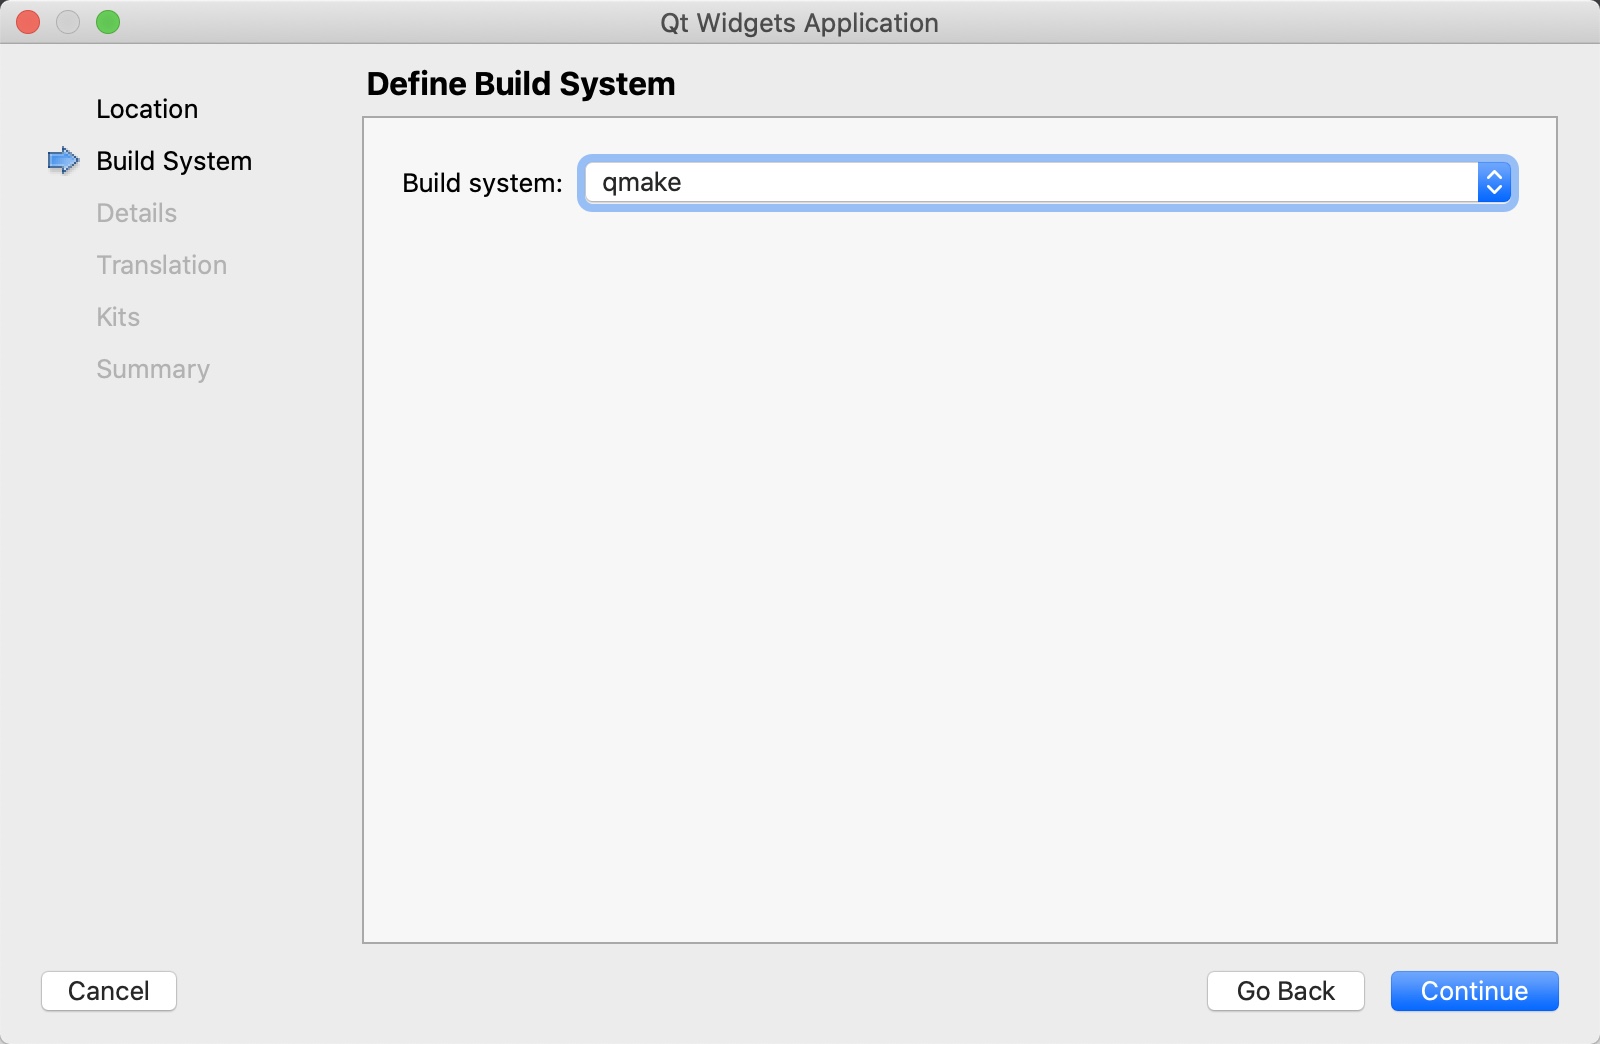 Qt Widgets Application
Location
Build System
Details
Translation
Kits
Summary
Define Build System
Build system: qmake
Cancel
Go Back
Continue